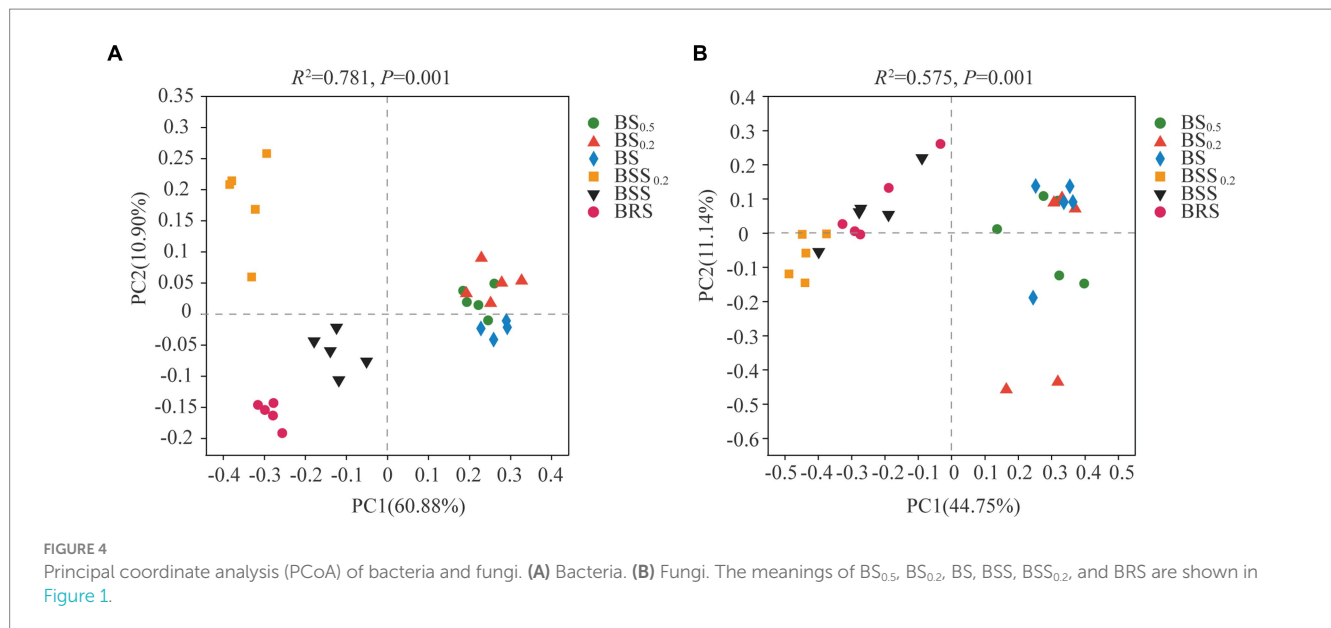 A
R²=0.781, P=0.001
0.35
0.3
0.25
0.2
0.15
0.1
0.05
0
-0.05
-0.1
-0.15
-0.2
PC2(10.90%)
-0.4 -0.3 -0.2 -0.1 0 0.1 0.2 0.3 0.4
PC1(60.88%)
BS0.5
BS0.2
BS
BSS0.2
BSS
BRS
B
R²=0.575, P=0.001
0.4
0.3
0.2
0.1
0
-0.1
-0.2
-0.3
-0.4
-0.5
-0.6
PC2(11.14%)
-0.5 -0.4 -0.3 -0.2 -0.1 0 0.1 0.2 0.3 0.4 0.5
PC1(44.75%)
BS0.5
BS0.2
BS
BSS0.2
BSS
BRS
FIGURE 4
Principal coordinate analysis (PCoA) of bacteria and fungi. (A) Bacteria. (B) Fungi. The meanings of BS0.5, BS0.2, BS, BSS, BSS0.2, and BRS are shown in
Figure 1.